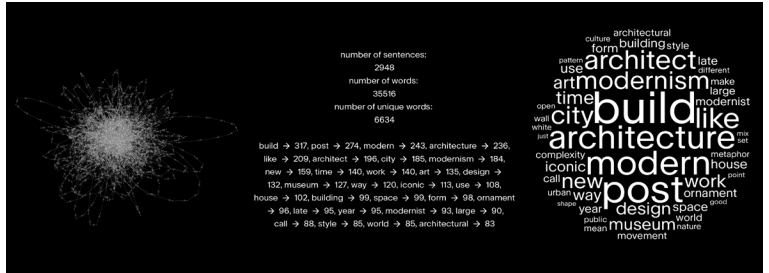 number of sentences:
2948
number of words:
35516
number of unique words:
6634
build → 317, post → 274, modern → 243, architecture → 236,
like → 209, architect → 196, city → 185, modernism → 184,
new → 159, time → 140, work → 140, art → 135, design →
132, museum → 127, way → 120, iconic → 113, use → 108,
house → 102, building → 99, space → 99, form → 98, ornament
→ 96, late → 95, year → 95, modernist → 93, large → 90,
call → 88, style → 85, world → 85, architectural → 83
architectural
culture
form building style
pattern architect late
use different
art modernism make
time large
open city build like modernist
wall
white architecture mix
just set
complexity modern metaphor
iconic house
call new post work point
urban way ornament
shape design space good
year
public museum world
mean nature
movement